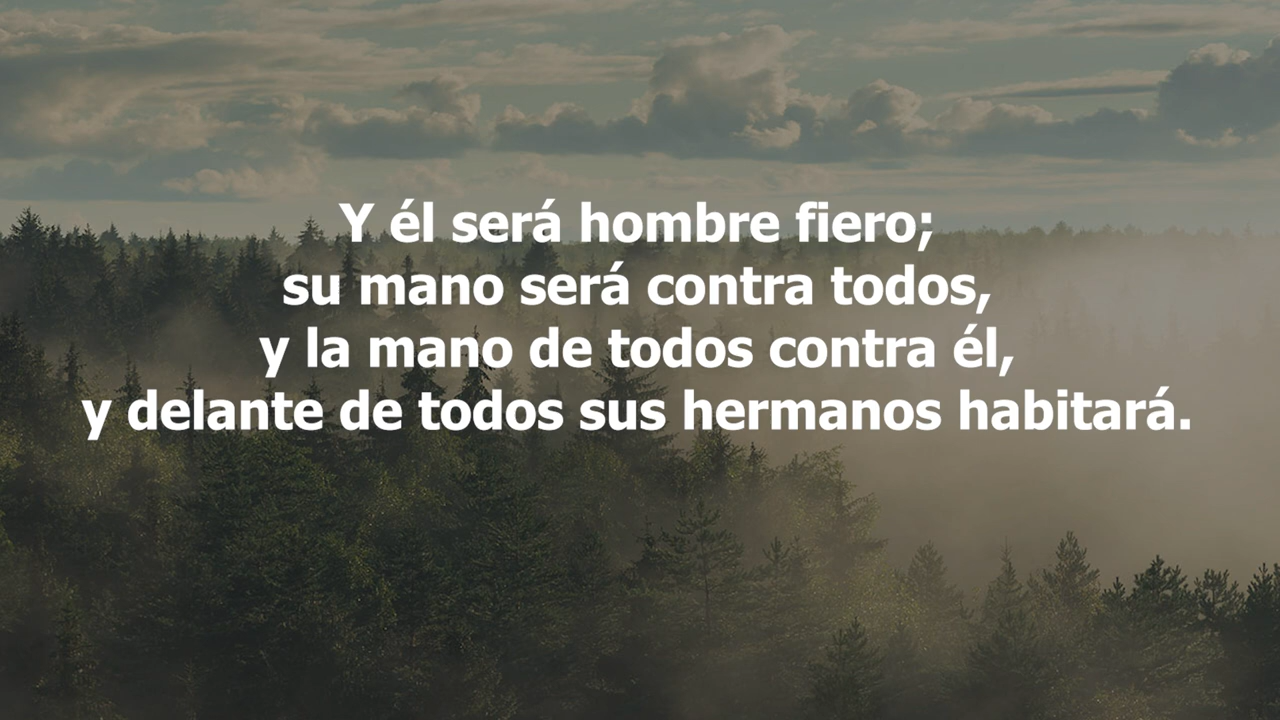 Y él será hombre fiero;
su mano será contra todos,
y la mano de todos contra él,
y delante de todos sus hermanos habitará.